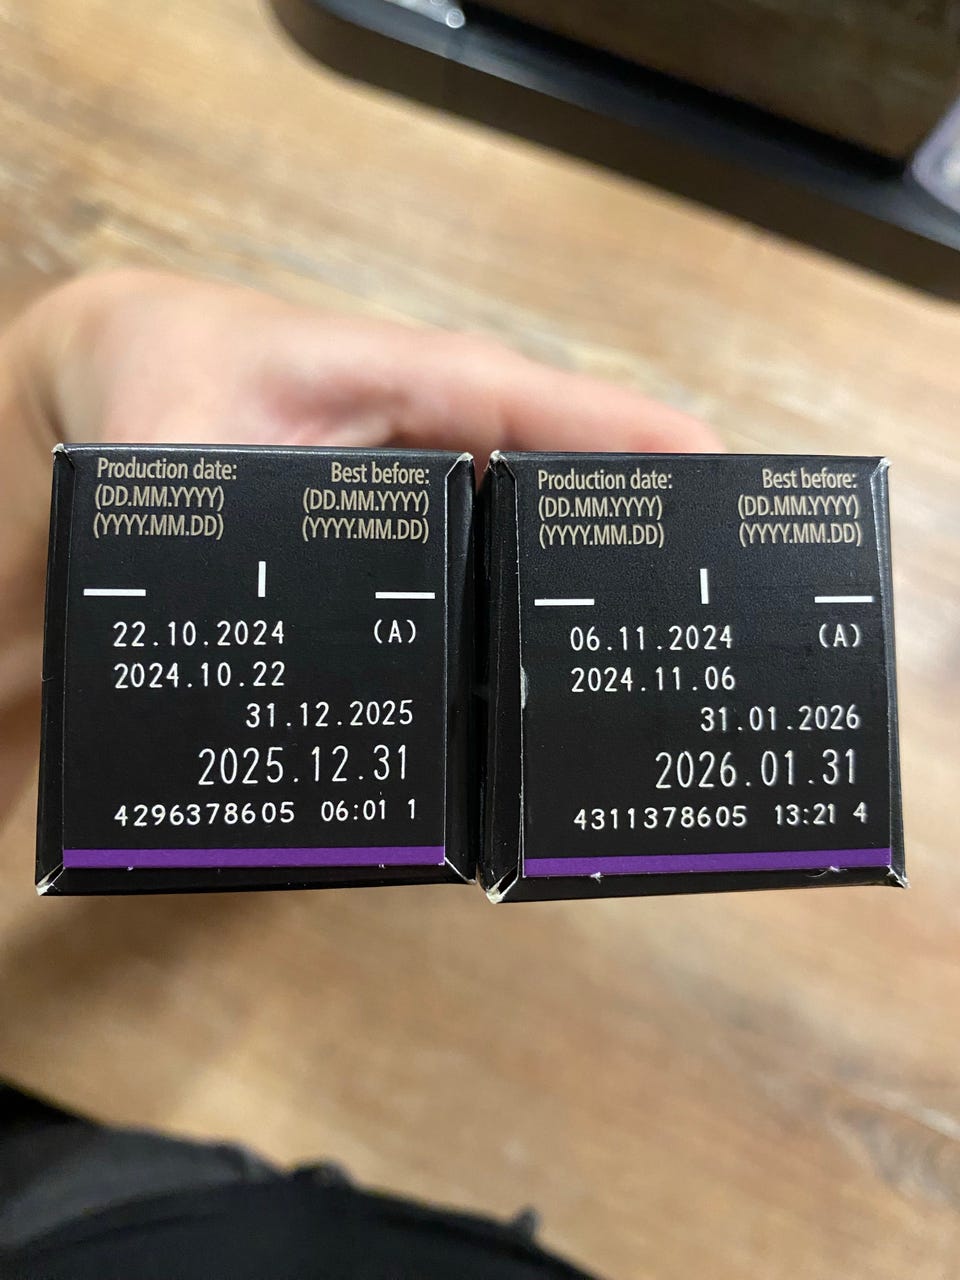 Production date:
(DD.MM.YYYY)
(YYYY.MM.DD)
Best before:
(DD.MM.YYYY)
(YYYY.MM.DD)
22.10.2024 (A)
2024.10.22
31.12.2025
2025.12.31
4296378605 06:01 1
Production date:
(DD.MM.YYYY)
(YYYY.MM.DD)
Best before:
(DD.MM.YYYY)
(YYYY.MM.DD)
06.11.2024 (A)
2024.11.06
31.01.2026
2026.01.31
4311378605 13:21 4